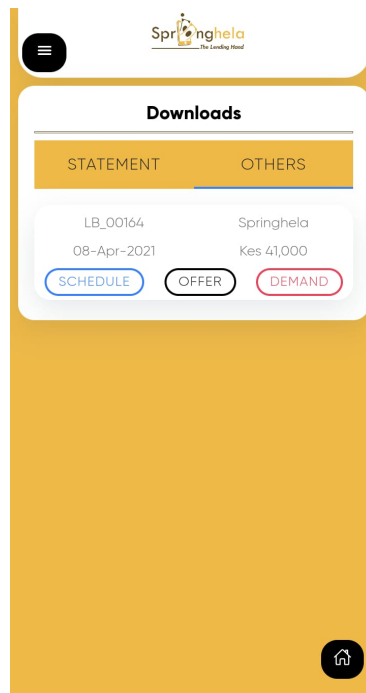 Springhela
The Lending Hand
Downloads
STATEMENT OTHERS
LB_00164 Springhela
08-Apr-2021 Kes 41,000
SCHEDULE OFFER DEMAND